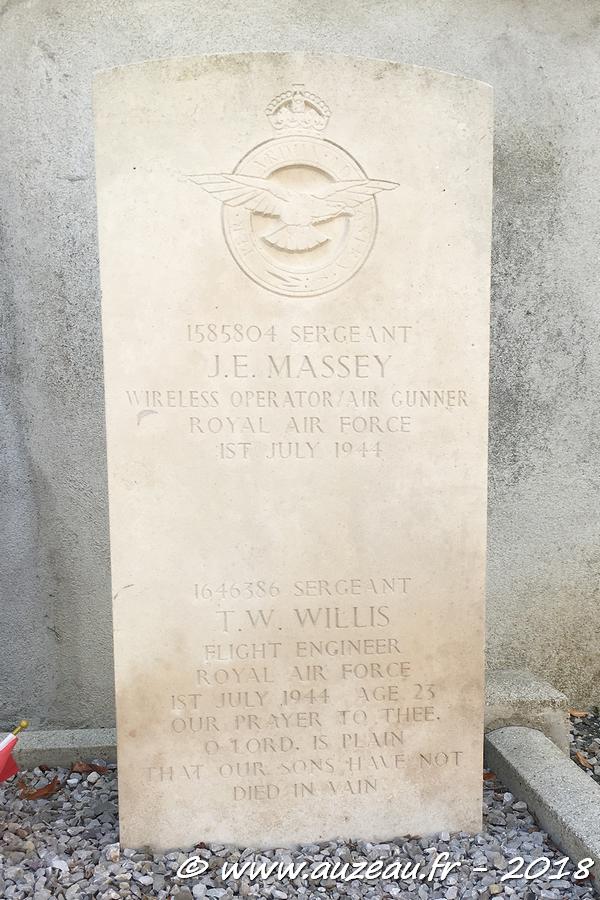 1585804 SERGEANT
J.E. MASSEY
WIRELESS OPERATOR/AIR GUNNER
ROYAL AIR FORCE
1ST JULY 1944
1646386 SERGEANT
T.W. WILLIS
FLIGHT ENGINEER
ROYAL AIR FORCE
1ST JULY 1944 AGE 23
OUR PRAYER TO THEE,
O LORD, IS PLAIN
THAT OUR SONS HAVE NOT
DIED IN VAIN
© www.auzeau.fr - 2018